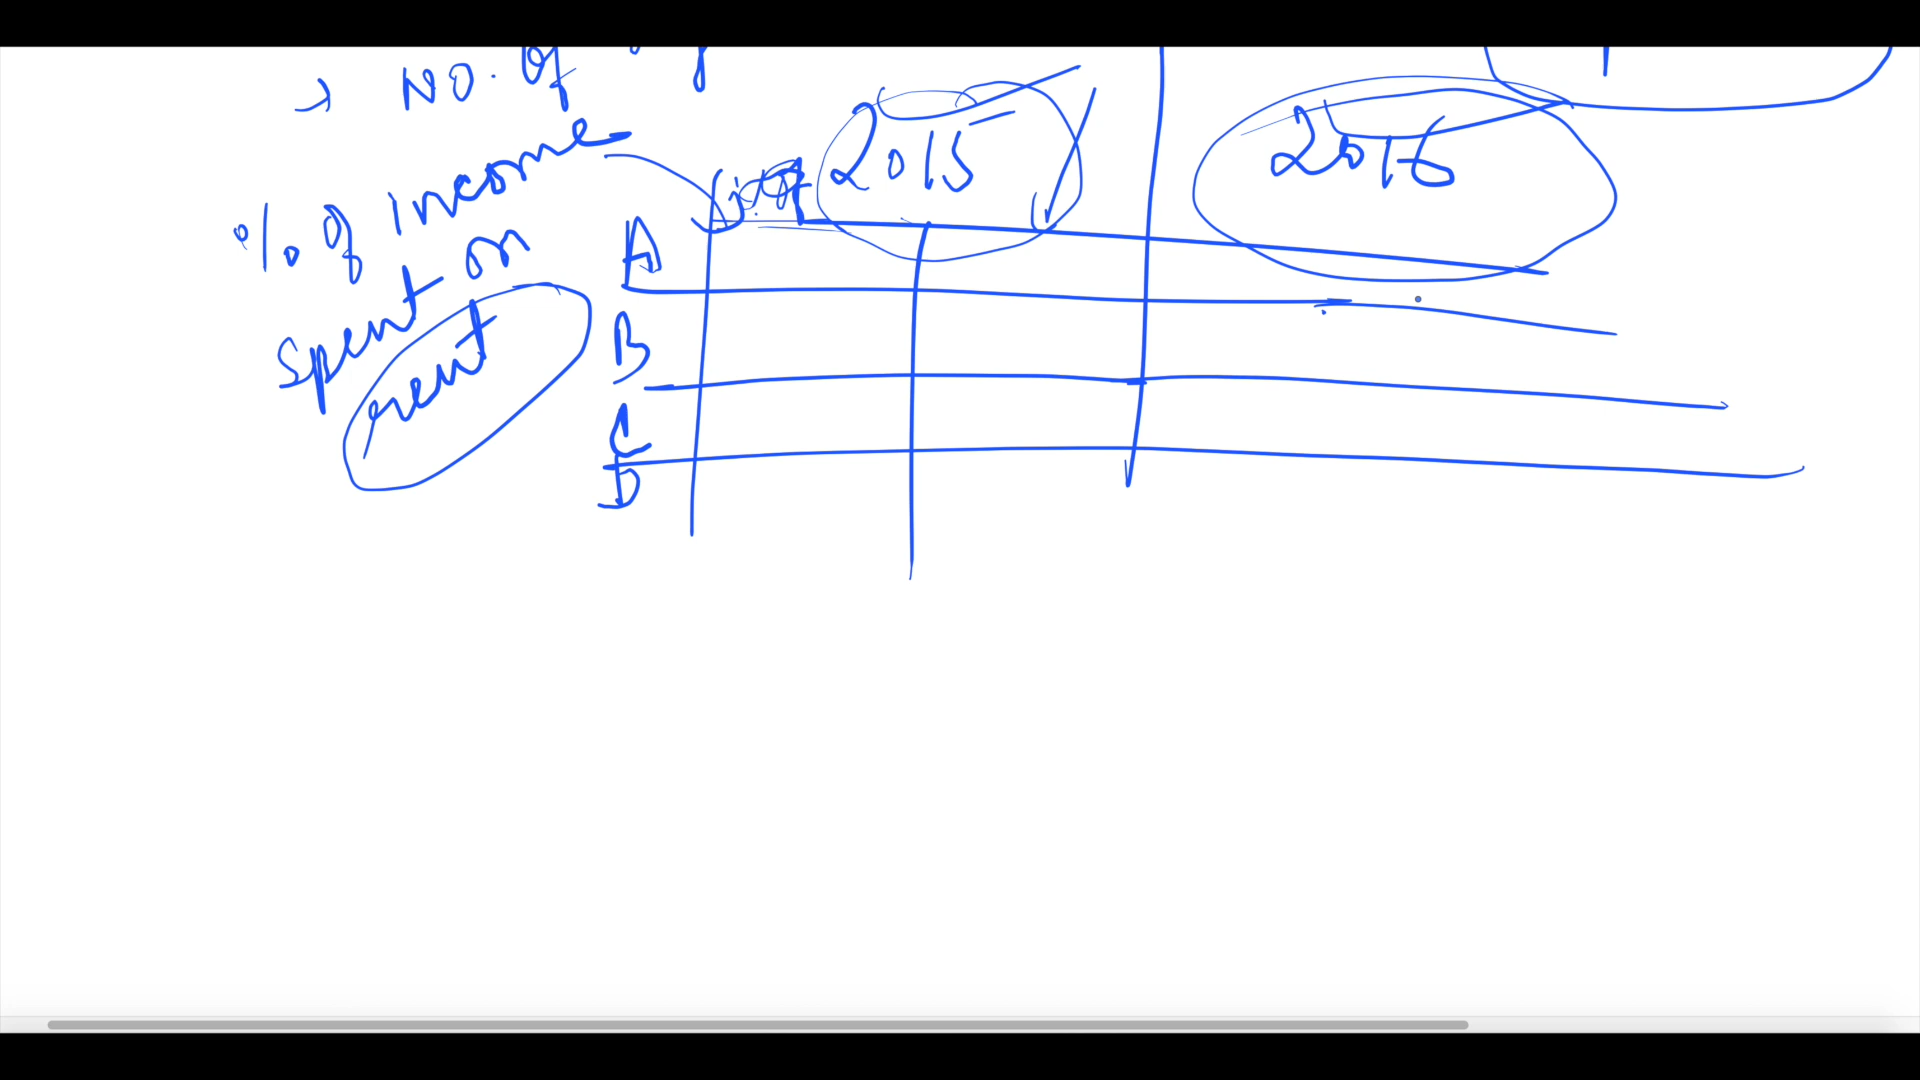 → NO. of
% of income
spent on
rent
2015
2016
A
B
C
D